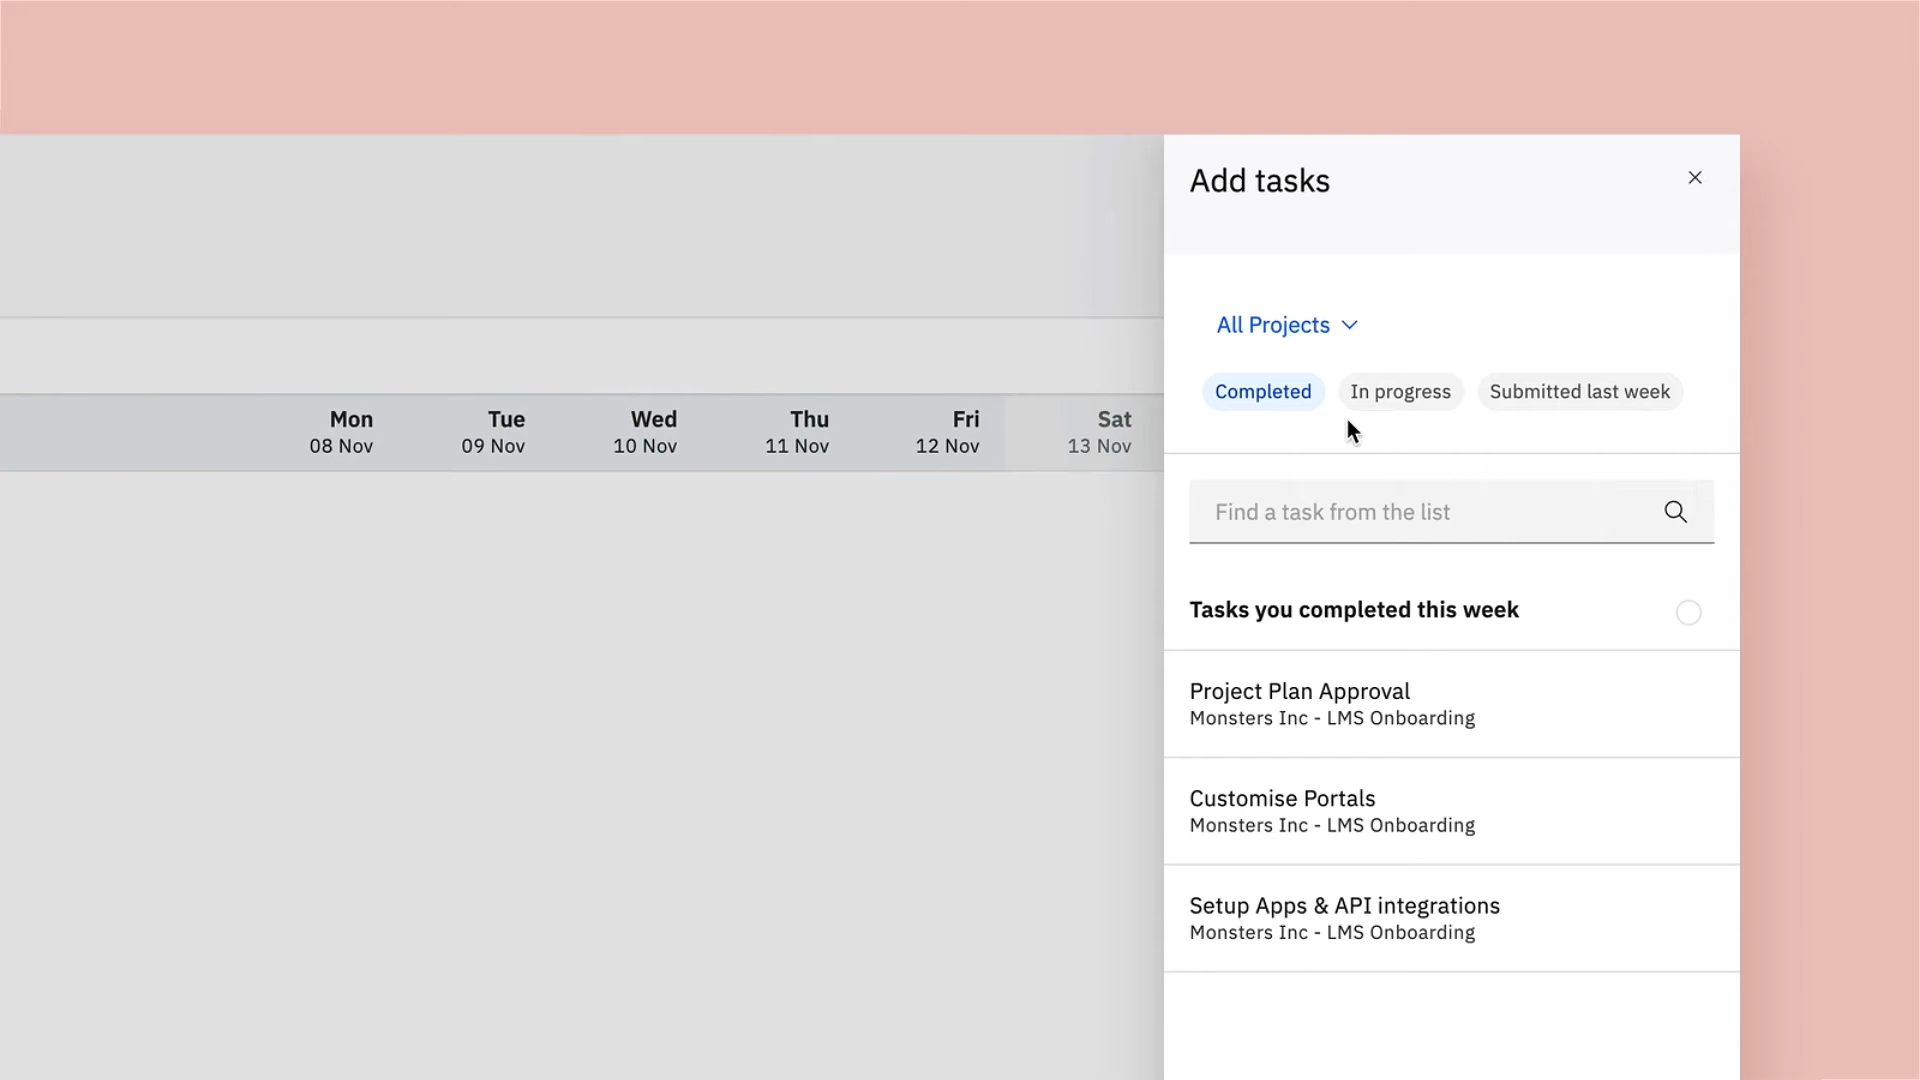 Add tasks
All Projects
Completed In progress Submitted last week
Mon Tue Wed Thu Fri Sat
08 Nov 09 Nov 10 Nov 11 Nov 12 Nov 13 Nov
Find a task from the list
Tasks you completed this week
Project Plan Approval
Monsters Inc - LMS Onboarding
Customise Portals
Monsters Inc - LMS Onboarding
Setup Apps & API integrations
Monsters Inc - LMS Onboarding